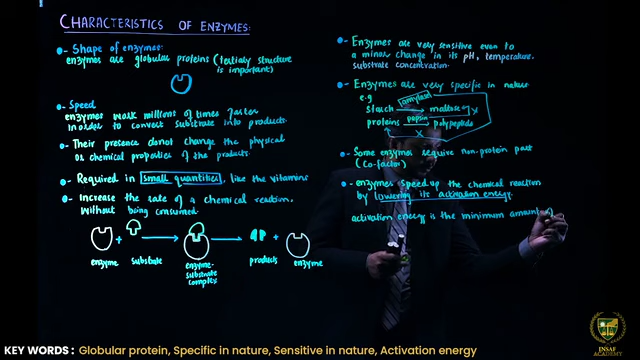 CHARACTERISTICS OF ENZYMES:
- Shape of enzymes:
enzymes are globular proteins (tertiary structure
is important)
- Speed
enzymes work millions of times faster
in order to convert substrate into products.
- Their presence donot change the physical
or chemical properties of the products.
- Required in small quantities, like the vitamins
- Increase the rate of a chemical reaction,
without being consumed.
+ → → +
enzyme substrate enzyme- products enzyme
substrate
complex
- Enzymes are very sensitive even to
a minor change in its pH, temperature,
substrate concentration.
- Enzymes are very specific in nature
e.g
amylase
starch → maltose X
pepsin
proteins → polypeptide
X
- Some enzymes require non-protein part
(co-factor)
- enzymes speed up the chemical reaction
by lowering its activation energy.
activation energy is the minimum amount of
KEY WORDS : Globular protein, Specific in nature, Sensitive in nature, Activation energy
INSAF
ACADEMY